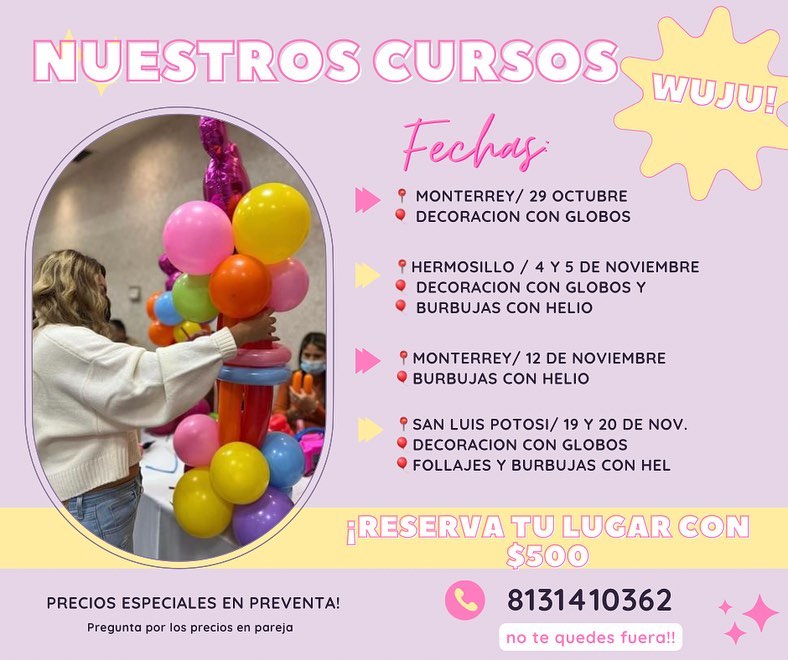 NUESTROS CURSOS
WUJU!
Fechas:
MONTERREY/ 29 OCTUBRE
DECORACION CON GLOBOS
HERMOSILLO / 4 Y 5 DE NOVIEMBRE
DECORACION CON GLOBOS Y
BURBUJAS CON HELIO
MONTERREY/ 12 DE NOVIEMBRE
BURBUJAS CON HELIO
SAN LUIS POTOSI/ 19 Y 20 DE NOV.
DECORACION CON GLOBOS
FOLLAJES Y BURBUJAS CON HEL
¡RESERVA TU LUGAR CON
$500
PRECIOS ESPECIALES EN PREVENTA!
Pregunta por los precios en pareja
8131410362
no te quedes fuera!!